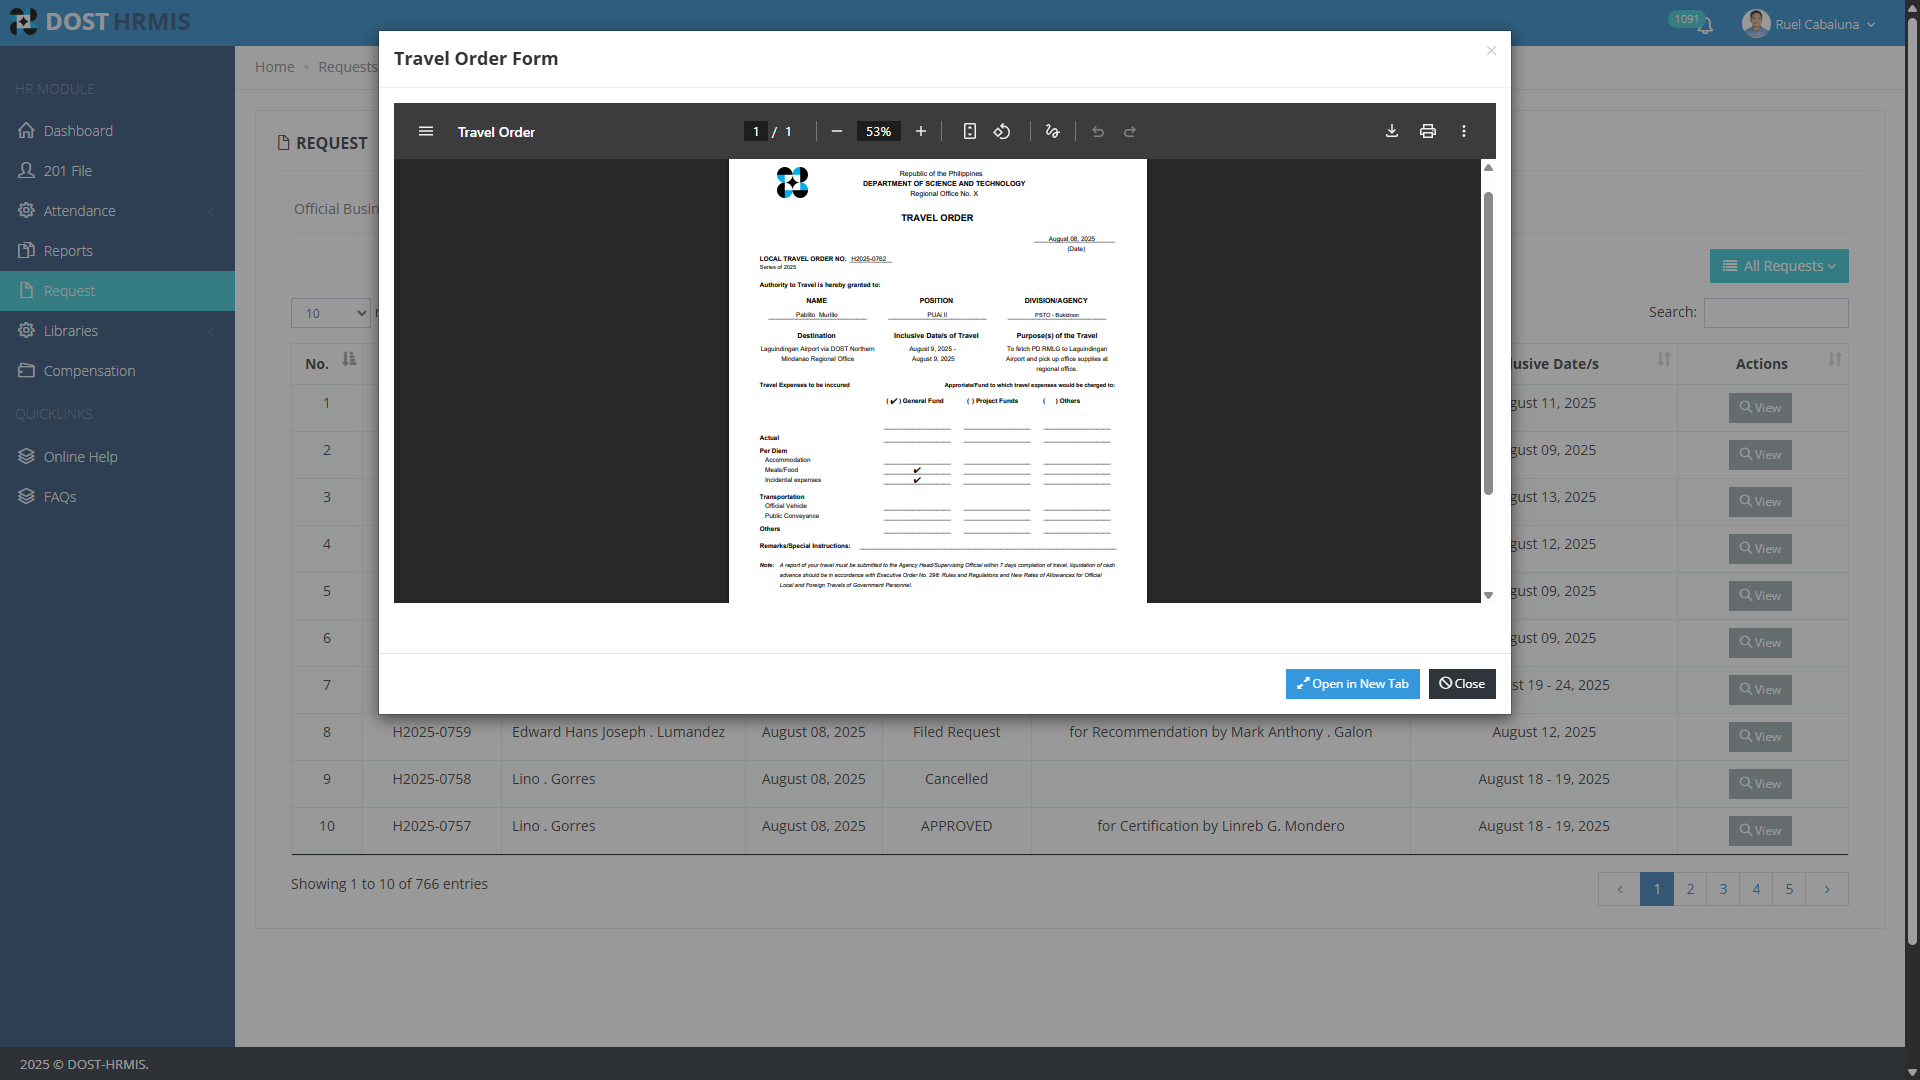 DOST HRMIS
1091
Ruel Cabaluna
HR MODULE
Dashboard
201 File
Attendance
Reports
Request
Libraries
Compensation
QUICKLINKS
Online Help
FAQs
Home • Requests
REQUEST
Official Busin
All Requests
10
Search:
No.
lusive Date/s
Actions
1
gust 11, 2025
View
2
gust 09, 2025
View
3
gust 13, 2025
View
4
gust 12, 2025
View
5
gust 09, 2025
View
6
gust 09, 2025
View
7
st 19 - 24, 2025
View
8 H2025-0759 Edward Hans Joseph . Lumandez August 08, 2025 Filed Request for Recommendation by Mark Anthony . Galon August 12, 2025 View
9 H2025-0758 Lino . Gorres August 08, 2025 Cancelled August 18 - 19, 2025 View
10 H2025-0757 Lino . Gorres August 08, 2025 APPROVED for Certification by Linreb G. Mondero August 18 - 19, 2025 View
Showing 1 to 10 of 766 entries
‹ 1 2 3 4 5 ›
2025 © DOST-HRMIS.
Travel Order Form
×
Travel Order
1 / 1
53%
Republic of the Philippines
DEPARTMENT OF SCIENCE AND TECHNOLOGY
Regional Office No. X
TRAVEL ORDER
August 08, 2025
(Date)
LOCAL TRAVEL ORDER NO. H2025-0762
Series of 2025
Authority to Travel is hereby granted to:
NAME POSITION DIVISION/AGENCY
Pablito Murillo PUAi II PSTO - Bukidnon
Destination Inclusive Date/s of Travel Purpose(s) of the Travel
Laguindingan Airport via DOST Northern August 9, 2025 - To fetch PD RMLG to Laguindingan
Mindanao Regional Office August 9, 2025 Airport and pick up office supplies at
regional office.
Travel Expenses to be inccured Approriate/Fund to which travel expenses would be charged to:
( ✔ ) General Fund ( ) Project Funds ( ) Others
Actual
Per Diem
Accommodation
Meals/Food ✔
Incidental expenses ✔
Transportation
Official Vehicle
Public Conveyance
Others
Remarks/Special Instructions:
Note: A report of your travel must be submitted to the Agency Head/Supervising Official within 7 days completion of travel, liquidation of cash
advance should be in accordance with Executive Order No. 298: Rules and Regulations and New Rates of Allowances for Official
Local and Foreign Travels of Government Personnel.
Open in New Tab
Close